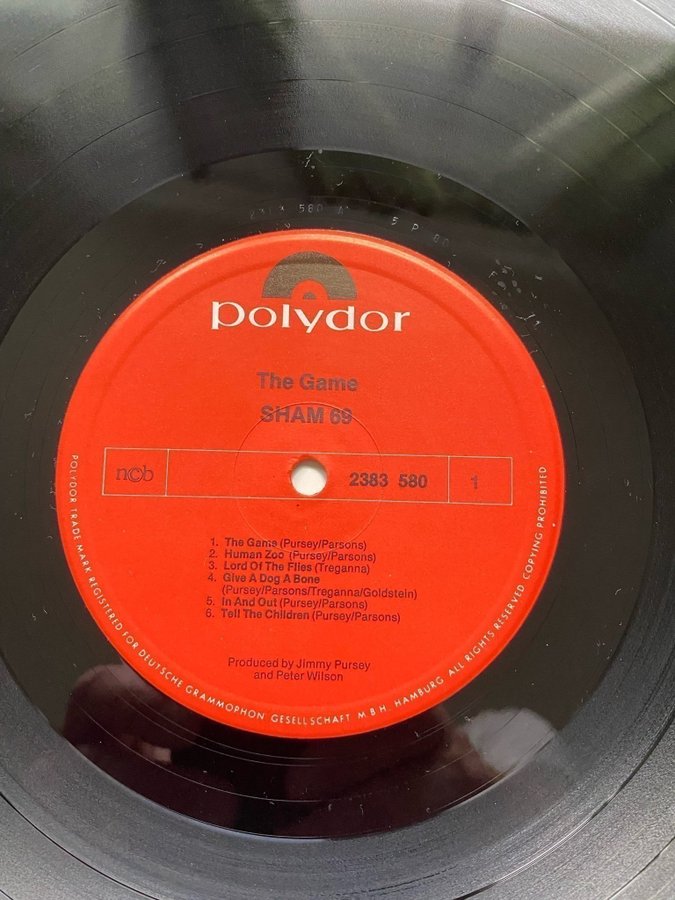 580
5 P 80
polydor
The Game
SHAM 69
ncb
2383 580
1
1. The Game (Pursey/Parsons)
2. Human Zoo (Pursey/Parsons)
3. Lord Of The Flies (Treganna)
4. Give A Dog A Bone
(Pursey/Parsons/Treganna/Goldstein)
5. In And Out (Pursey/Parsons)
6. Tell The Children (Pursey/Parsons)
Produced by Jimmy Pursey
and Peter Wilson
POLYDOR TRADE MARK REGISTERED FOR DEUTSCHE GRAMMOPHON GESELLSCHAFT M B H. HAMBURG ALL RIGHTS RESERVED COPYING PROHIBITED